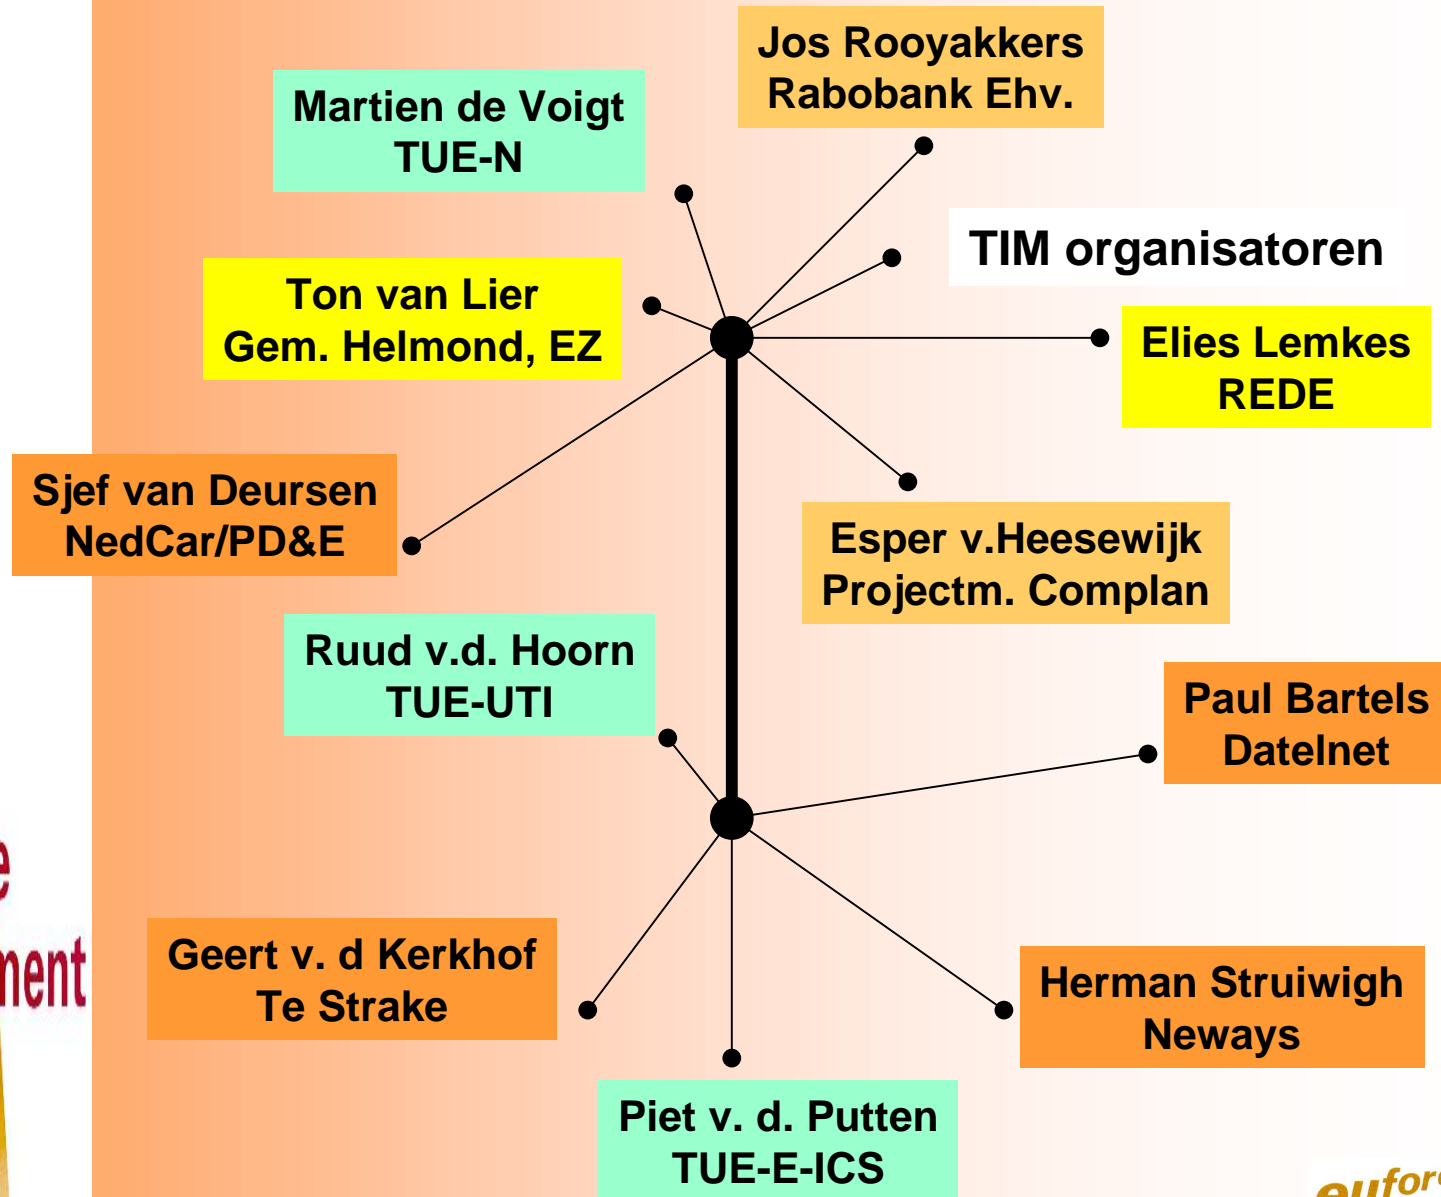 Jos Rooyakkers
Rabobank Ehv.
Martien de Voigt
TUE-N
TIM organisatoren
Ton van Lier
Gem. Helmond, EZ
Elies Lemkes
REDE
Sjef van Deursen
NedCar/PD&E
Esper v.Heesewijk
Projectm. Complan
Ruud v.d. Hoorn
TUE-UTI
Paul Bartels
Datelnet
Geert v. d Kerkhof
Te Strake
Herman Struiwigh
Neways
Piet v. d. Putten
TUE-E-ICS